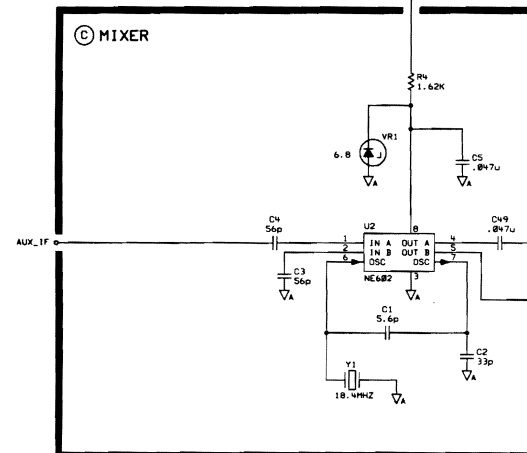 C MIXER
R4
1.62K
VR1
6.8
J
A
C5
.047u
A
C4
56p
U2
8
C49
.047u
AUX_IF
1
IN A
OUT A
4
2
IN B
OUT B
5
6
OSC
OSC
7
NE602
3
C3
56p
A
A
C1
5.6p
C2
33p
A
Y1
18.4MHZ
A